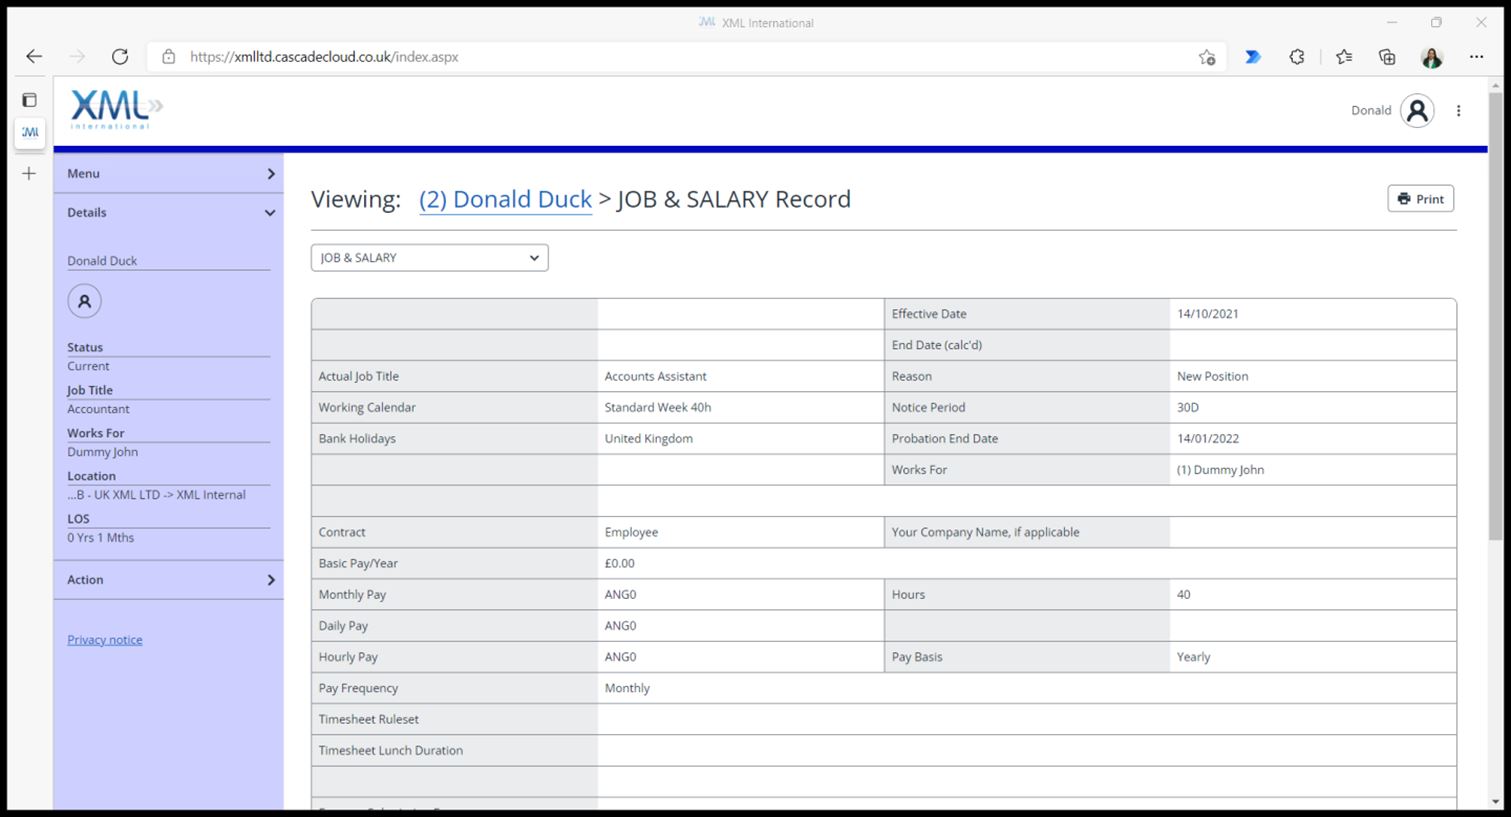 XML International
https://xmlltd.cascadecloud.co.uk/index.aspx
XML
international
Donald
Menu
Details
Donald Duck
Status
Current
Job Title
Accountant
Works For
Dummy John
Location
...B - UK XML LTD -> XML Internal
LOS
0 Yrs 1 Mths
Action
Privacy notice
Viewing: (2) Donald Duck > JOB & SALARY Record
Print
JOB & SALARY
Effective Date 14/10/2021
End Date (calc'd)
Actual Job Title Accounts Assistant Reason New Position
Working Calendar Standard Week 40h Notice Period 30D
Bank Holidays United Kingdom Probation End Date 14/01/2022
Works For (1) Dummy John
Contract Employee Your Company Name, if applicable
Basic Pay/Year £0.00
Monthly Pay ANG0 Hours 40
Daily Pay ANG0
Hourly Pay ANG0 Pay Basis Yearly
Pay Frequency Monthly
Timesheet Ruleset
Timesheet Lunch Duration